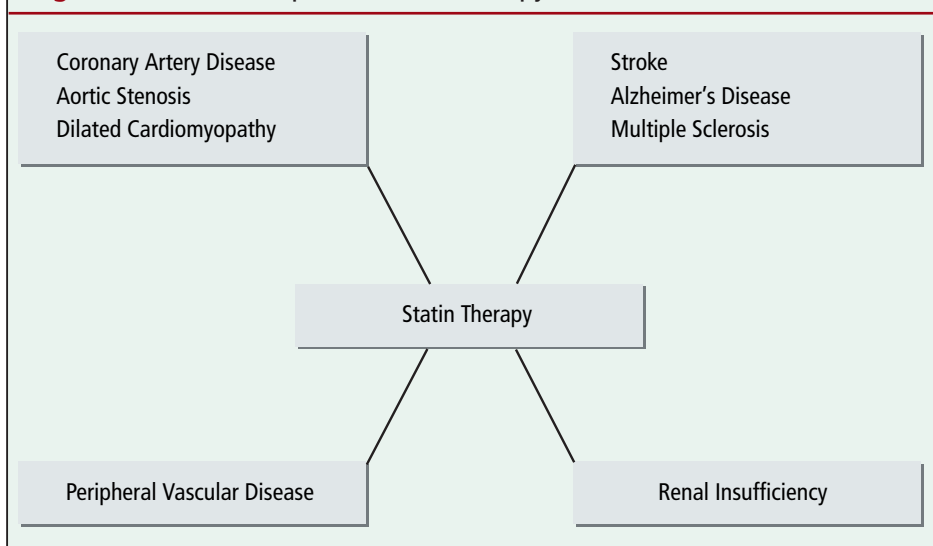 Coronary Artery Disease
Aortic Stenosis
Dilated Cardiomyopathy
Stroke
Alzheimer's Disease
Multiple Sclerosis
Statin Therapy
Peripheral Vascular Disease
Renal Insufficiency